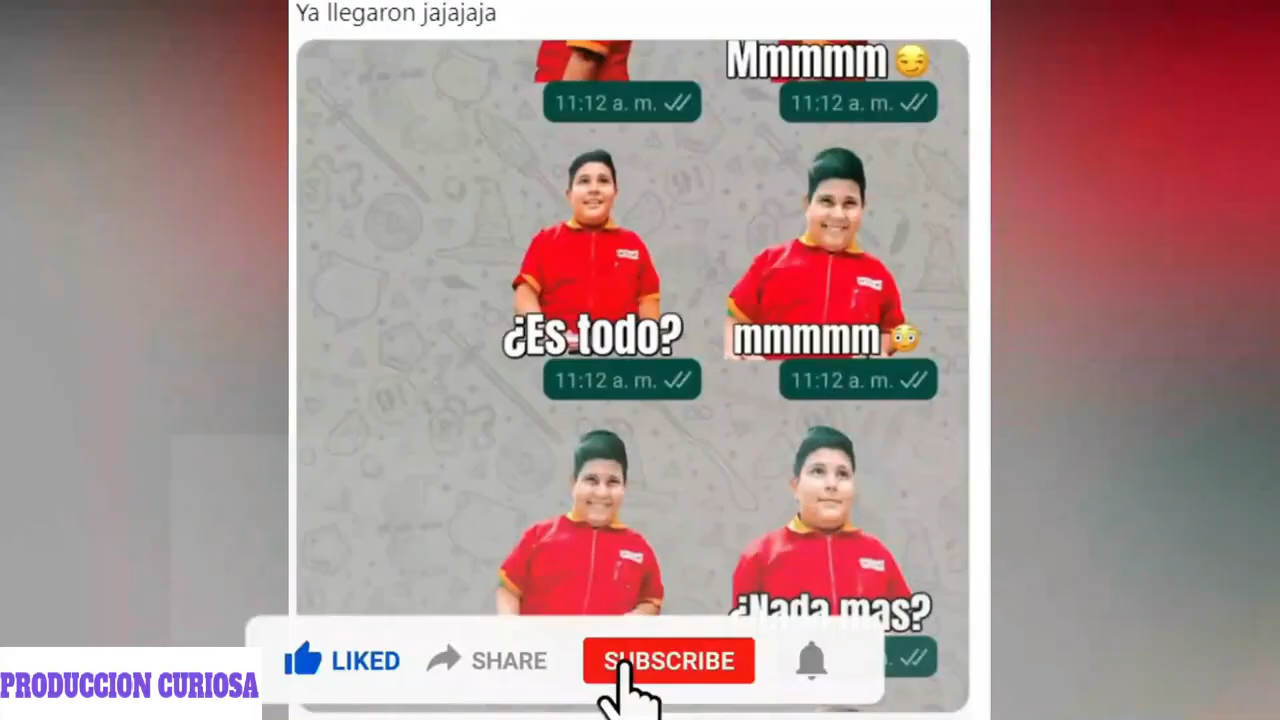 Ya llegaron jajajaja
Mmmmm 😏
11:12 a. m.
11:12 a. m.
¿Es todo?
mmmmm 😳
11:12 a. m.
11:12 a. m.
¿Nada mas?
LIKED
SHARE
SUBSCRIBE
PRODUCCION CURIOSA